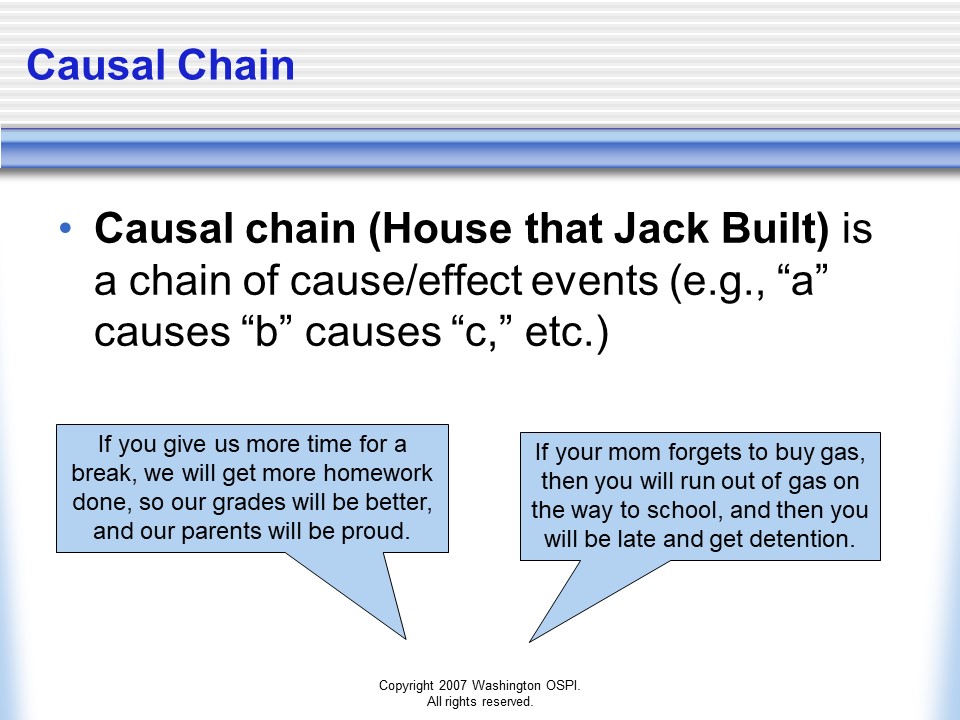 Causal Chain
• Causal chain (House that Jack Built) is
a chain of cause/effect events (e.g., “a”
causes “b” causes “c,” etc.)
If you give us more time for a
break, we will get more homework
done, so our grades will be better,
and our parents will be proud.
If your mom forgets to buy gas,
then you will run out of gas on
the way to school, and then you
will be late and get detention.
Copyright 2007 Washington OSPI.
All rights reserved.